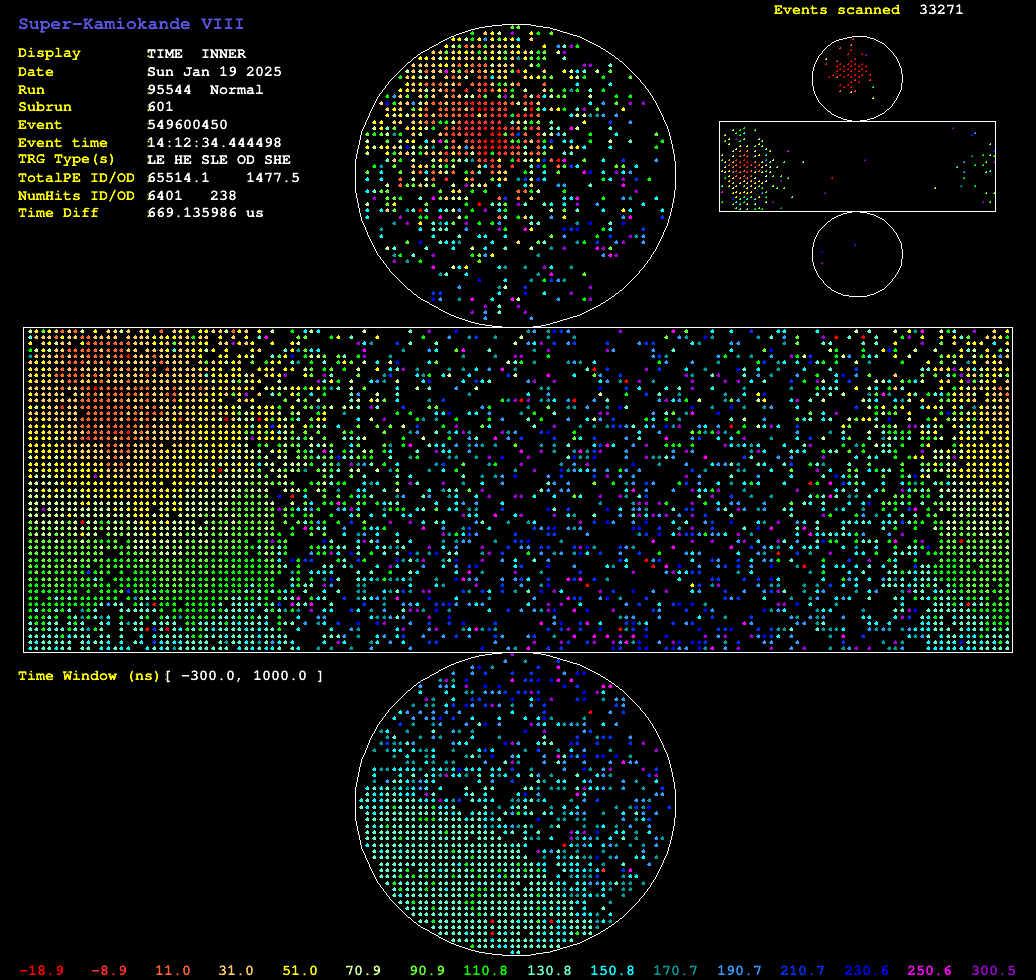 Super-Kamiokande VIII
Events scanned 33271
Display TIME INNER
Date Sun Jan 19 2025
Run 95544 Normal
Subrun 601
Event 549600450
Event time 14:12:34.444498
TRG Type(s) LE HE SLE OD SHE
TotalPE ID/OD 65514.1 1477.5
NumHits ID/OD 6401 238
Time Diff 669.135986 us
Time Window (ns)[ -300.0, 1000.0 ]
-18.9 -8.9 11.0 31.0 51.0 70.9 90.9 110.8 130.8 150.8 170.7 190.7 210.7 230.6 250.6 300.5